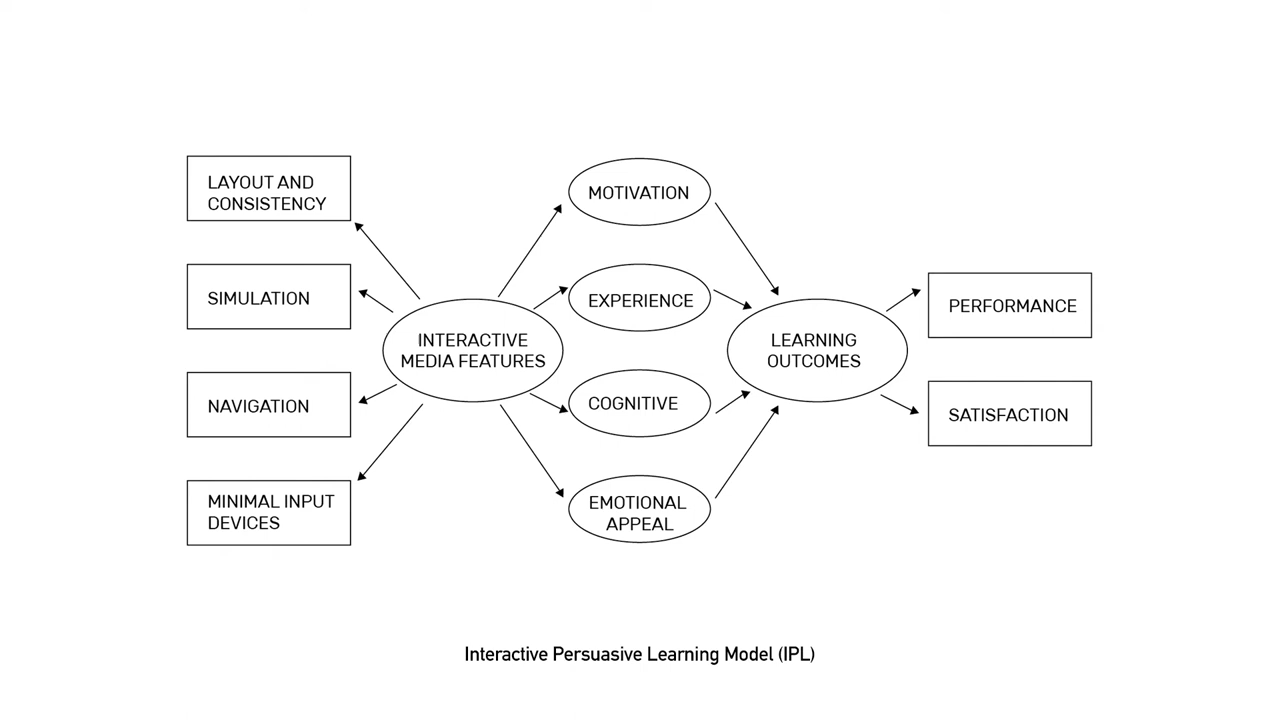 LAYOUT AND
CONSISTENCY
SIMULATION
NAVIGATION
MINIMAL INPUT
DEVICES
INTERACTIVE
MEDIA FEATURES
MOTIVATION
EXPERIENCE
COGNITIVE
EMOTIONAL
APPEAL
LEARNING
OUTCOMES
PERFORMANCE
SATISFACTION
Interactive Persuasive Learning Model (IPL)